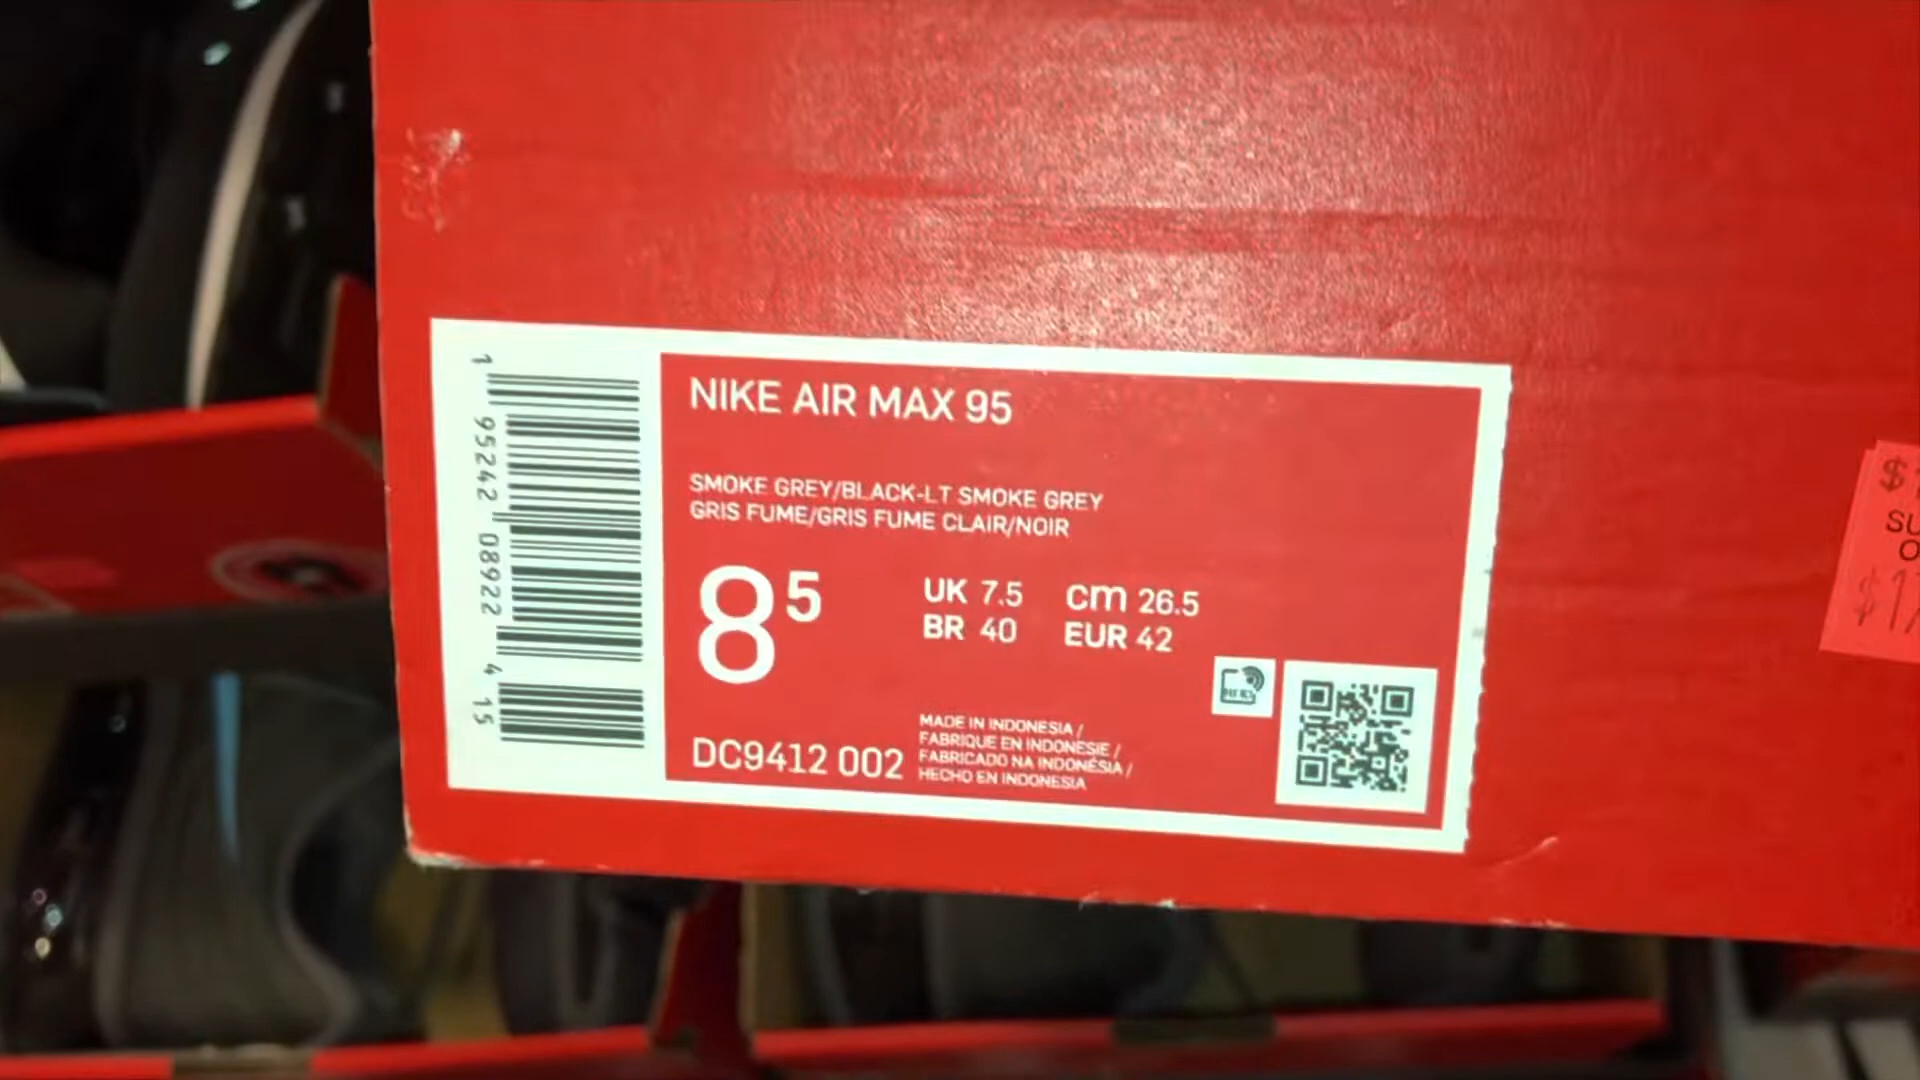 NIKE AIR MAX 95
SMOKE GREY/BLACK-LT SMOKE GREY
GRIS FUME/GRIS FUME CLAIR/NOIR
8 5
UK 7.5 cm 26.5
BR 40 EUR 42
DC9412 002
MADE IN INDONESIA /
FABRIQUE EN INDONESIE /
FABRICADO NA INDONÉSIA /
HECHO EN INDONESIA
1 95242 08922 4 15
$